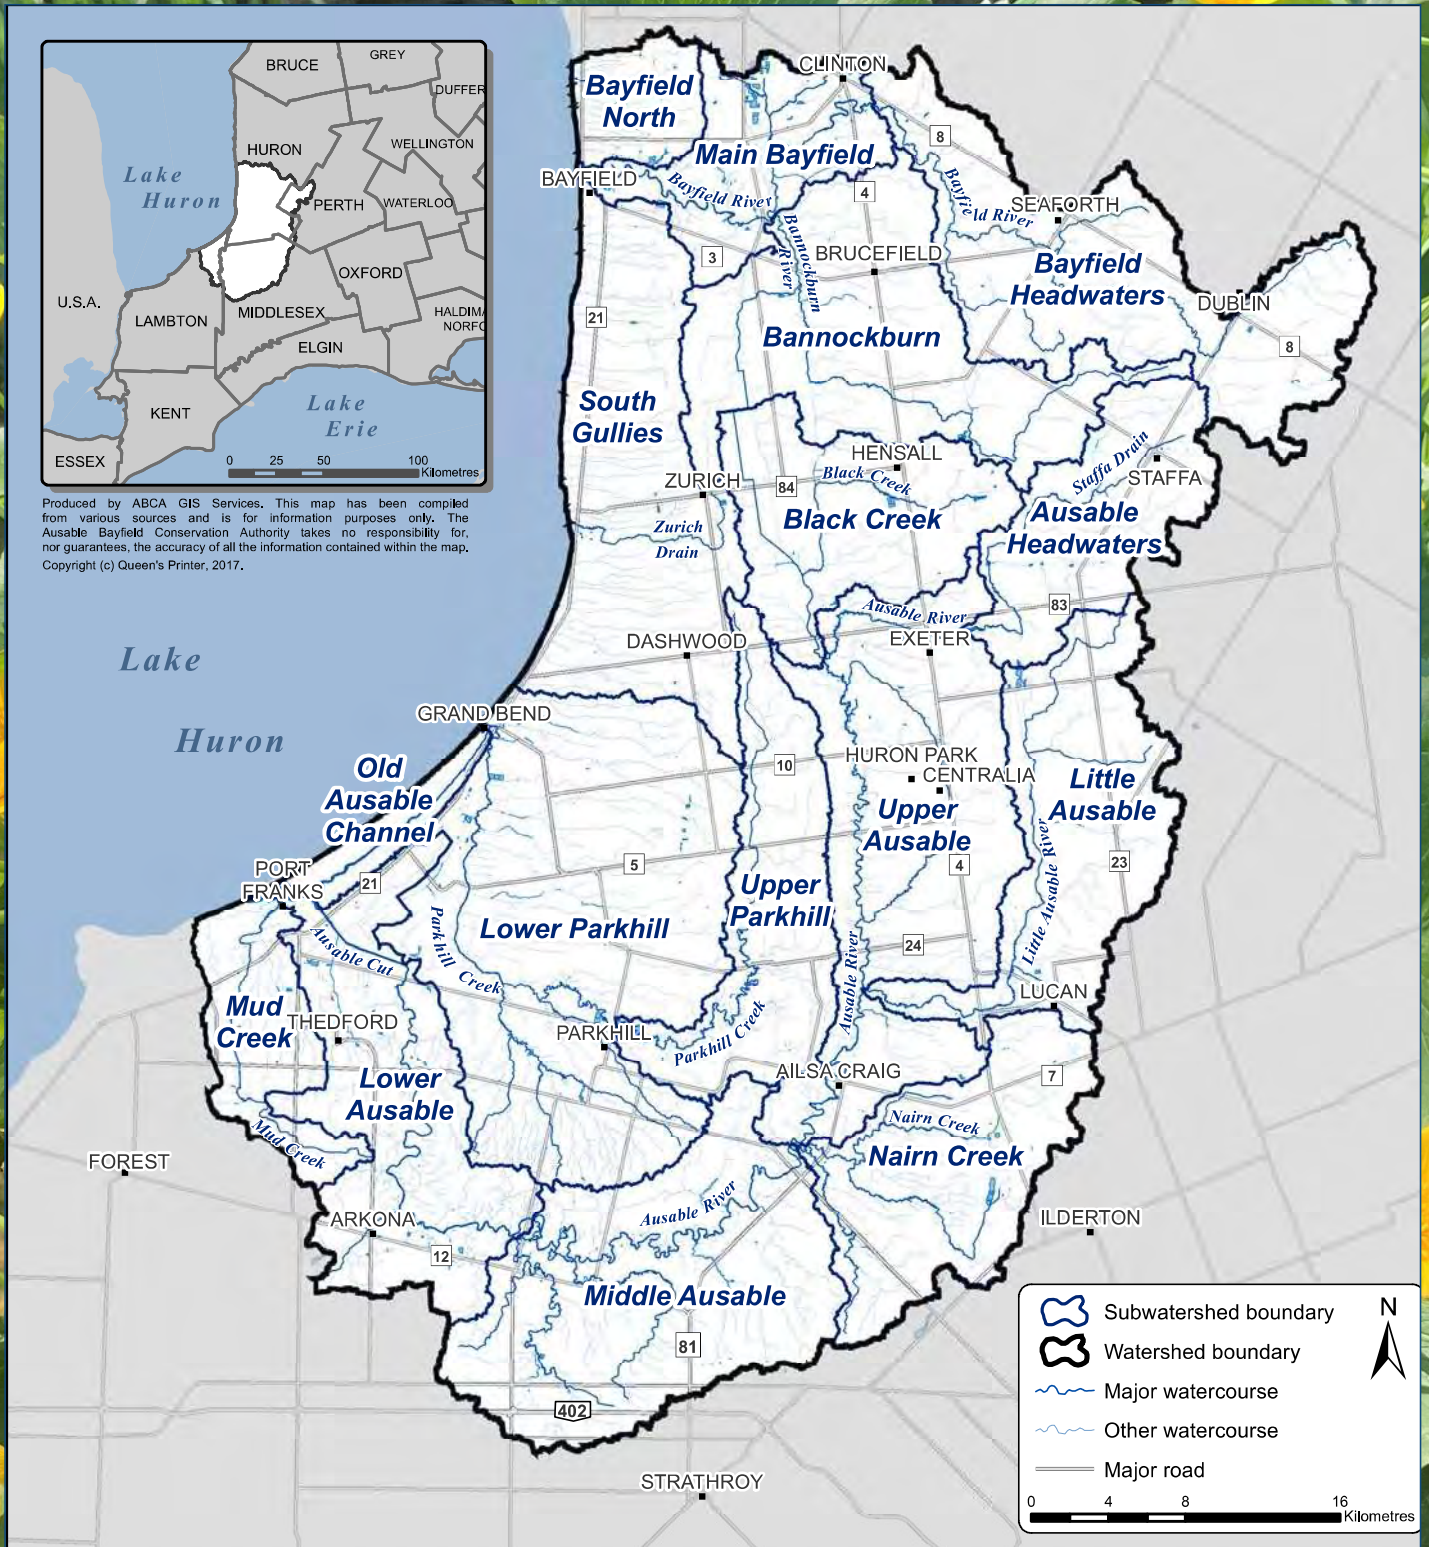 BRUCE
GREY
DUFFER
HURON
WELLINGTON
Lake
Huron
PERTH
WATERLOO
OXFORD
U.S.A.
LAMBTON
MIDDLESEX
HALDIMA
NORFO
ELGIN
KENT
Lake
Erie
ESSEX
0 25 50 100
Kilometres
Produced by ABCA GIS Services. This map has been compiled
from various sources and is for information purposes only. The
Ausable Bayfield Conservation Authority takes no responsibility for,
nor guarantees, the accuracy of all the information contained within the map.
Copyright (c) Queen's Printer, 2017.
CLINTON
Bayfield
North
8
Main Bayfield
BAYFIELD
Bayfield River
4
Bayfield River
SEAFORTH
Bannockburn
River
3
BRUCEFIELD
Bayfield
Headwaters
DUBLIN
21
Bannockburn
8
South
Gullies
HENSALL
Staffa Drain
ZURICH
84
Black Creek
STAFFA
Zurich
Drain
Black Creek
Ausable
Headwaters
Ausable River
83
DASHWOOD
EXETER
Lake
Huron
GRAND BEND
HURON PARK
10
CENTRALIA
Old
Ausable
Channel
Little
Ausable
Upper
Ausable
5
4
23
PORT
FRANKS
21
Upper
Parkhill
Little Ausable River
Lower Parkhill
Parkhill Creek
Ausable Cut
24
Ausable River
LUCAN
Mud
Creek
THEDFORD
PARKHILL
Parkhill Creek
AILSA CRAIG
7
Lower
Ausable
Nairn Creek
Mud Creek
Nairn Creek
FOREST
Ausable River
ARKONA
ILDERTON
12
Middle Ausable
81
402
STRATHROY
Subwatershed boundary
N
Watershed boundary
Major watercourse
Other watercourse
Major road
0 4 8 16
Kilometres